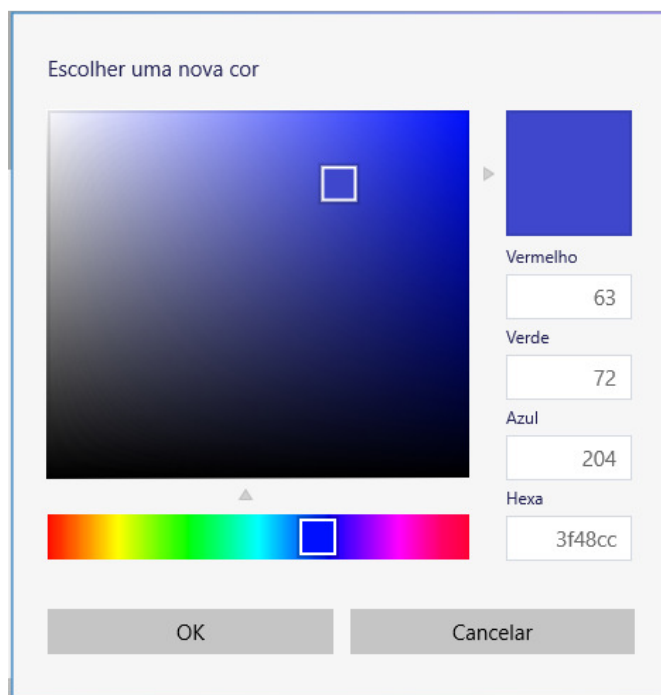 Escolher uma nova cor
Vermelho
63
Verde
72
Azul
204
Hexa
3f48cc
OK
Cancelar